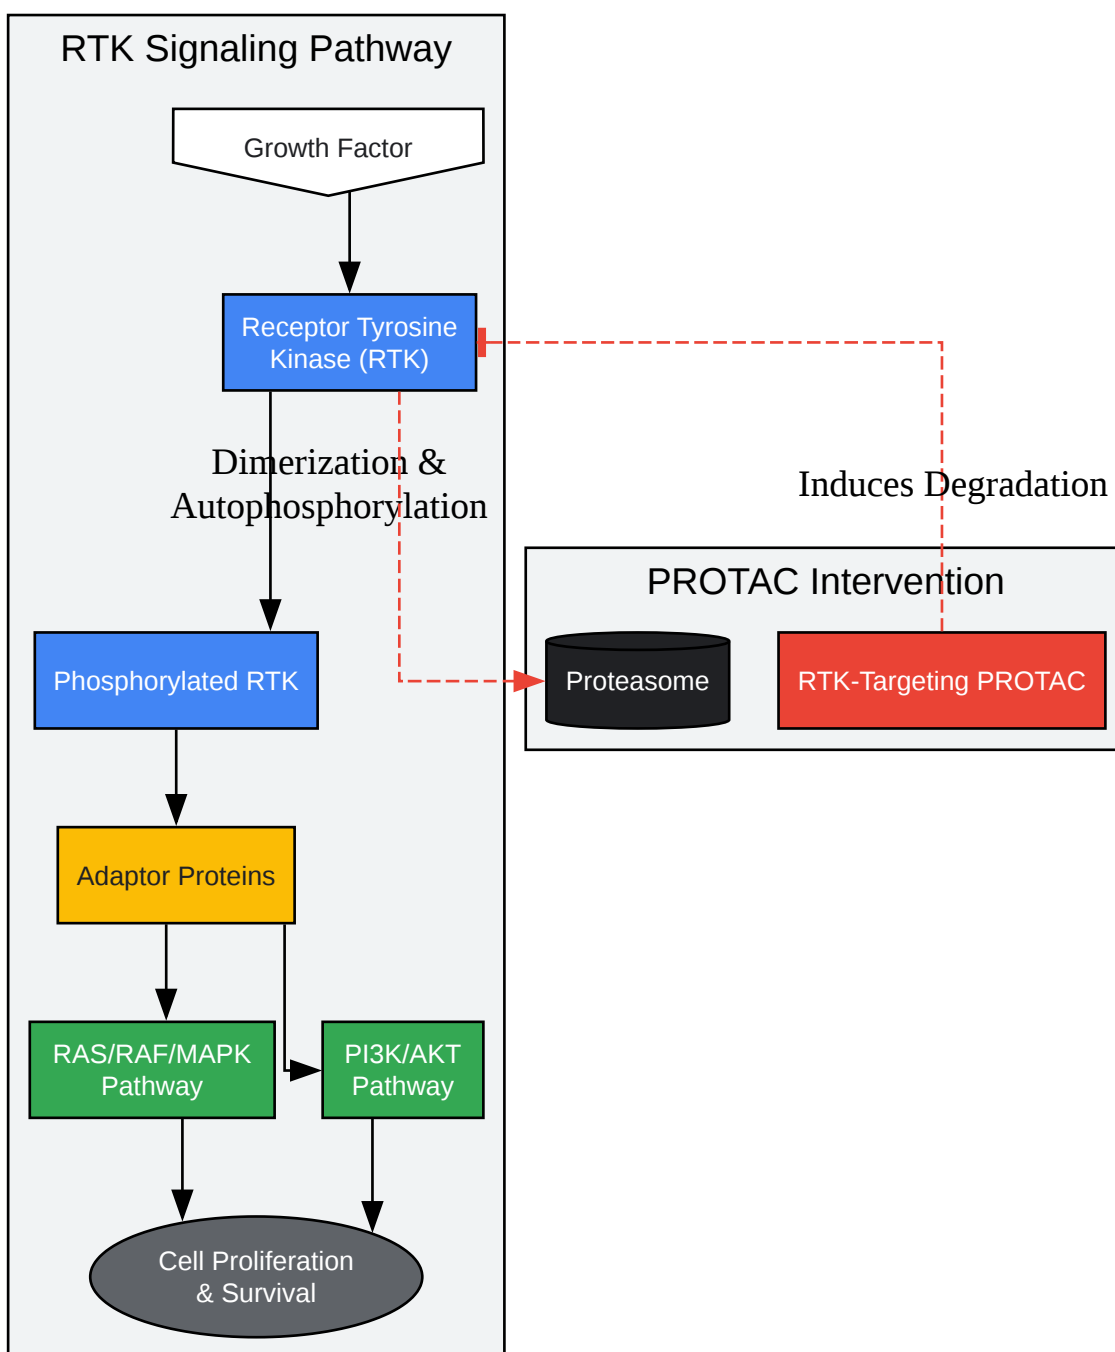 RTK Signaling Pathway
Growth Factor
Receptor Tyrosine
Kinase (RTK)
Dimerization &
Autophosphorylation
Induces Degradation
PROTAC Intervention
Phosphorylated RTK
Proteasome
RTK-Targeting PROTAC
Adaptor Proteins
RAS/RAF/MAPK
Pathway
PI3K/AKT
Pathway
Cell Proliferation
& Survival